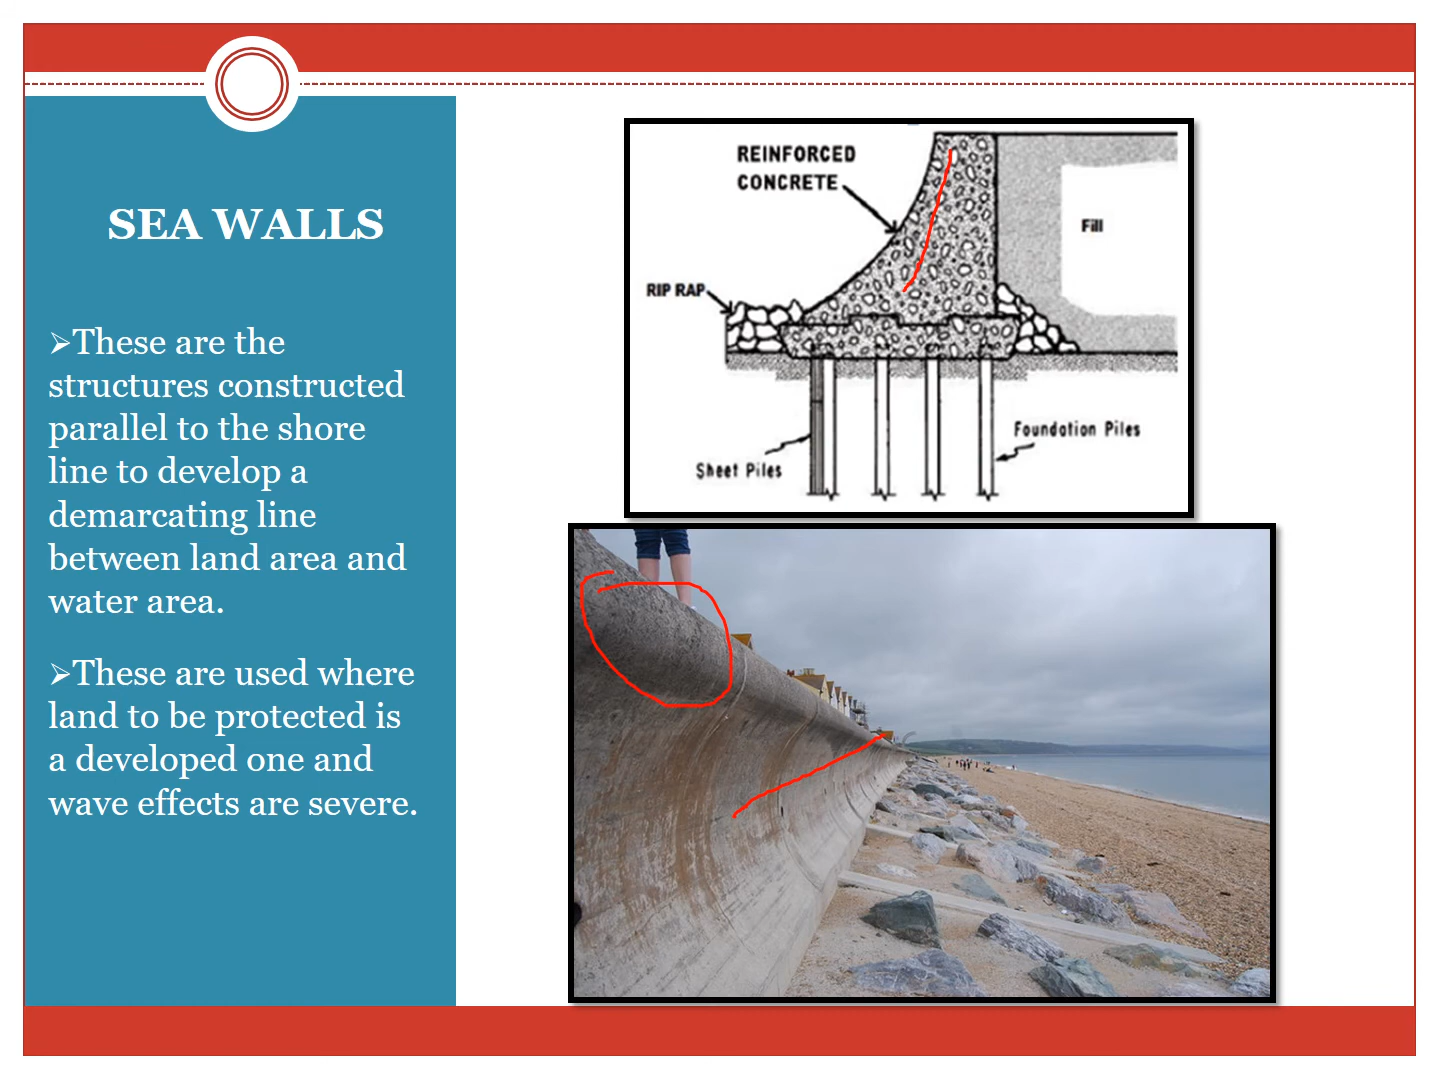 SEA WALLS
➢These are the
structures constructed
parallel to the shore
line to develop a
demarcating line
between land area and
water area.
➢These are used where
land to be protected is
a developed one and
wave effects are severe.
REINFORCED
CONCRETE
Fill
RIP RAP
Foundation Piles
Sheet Piles